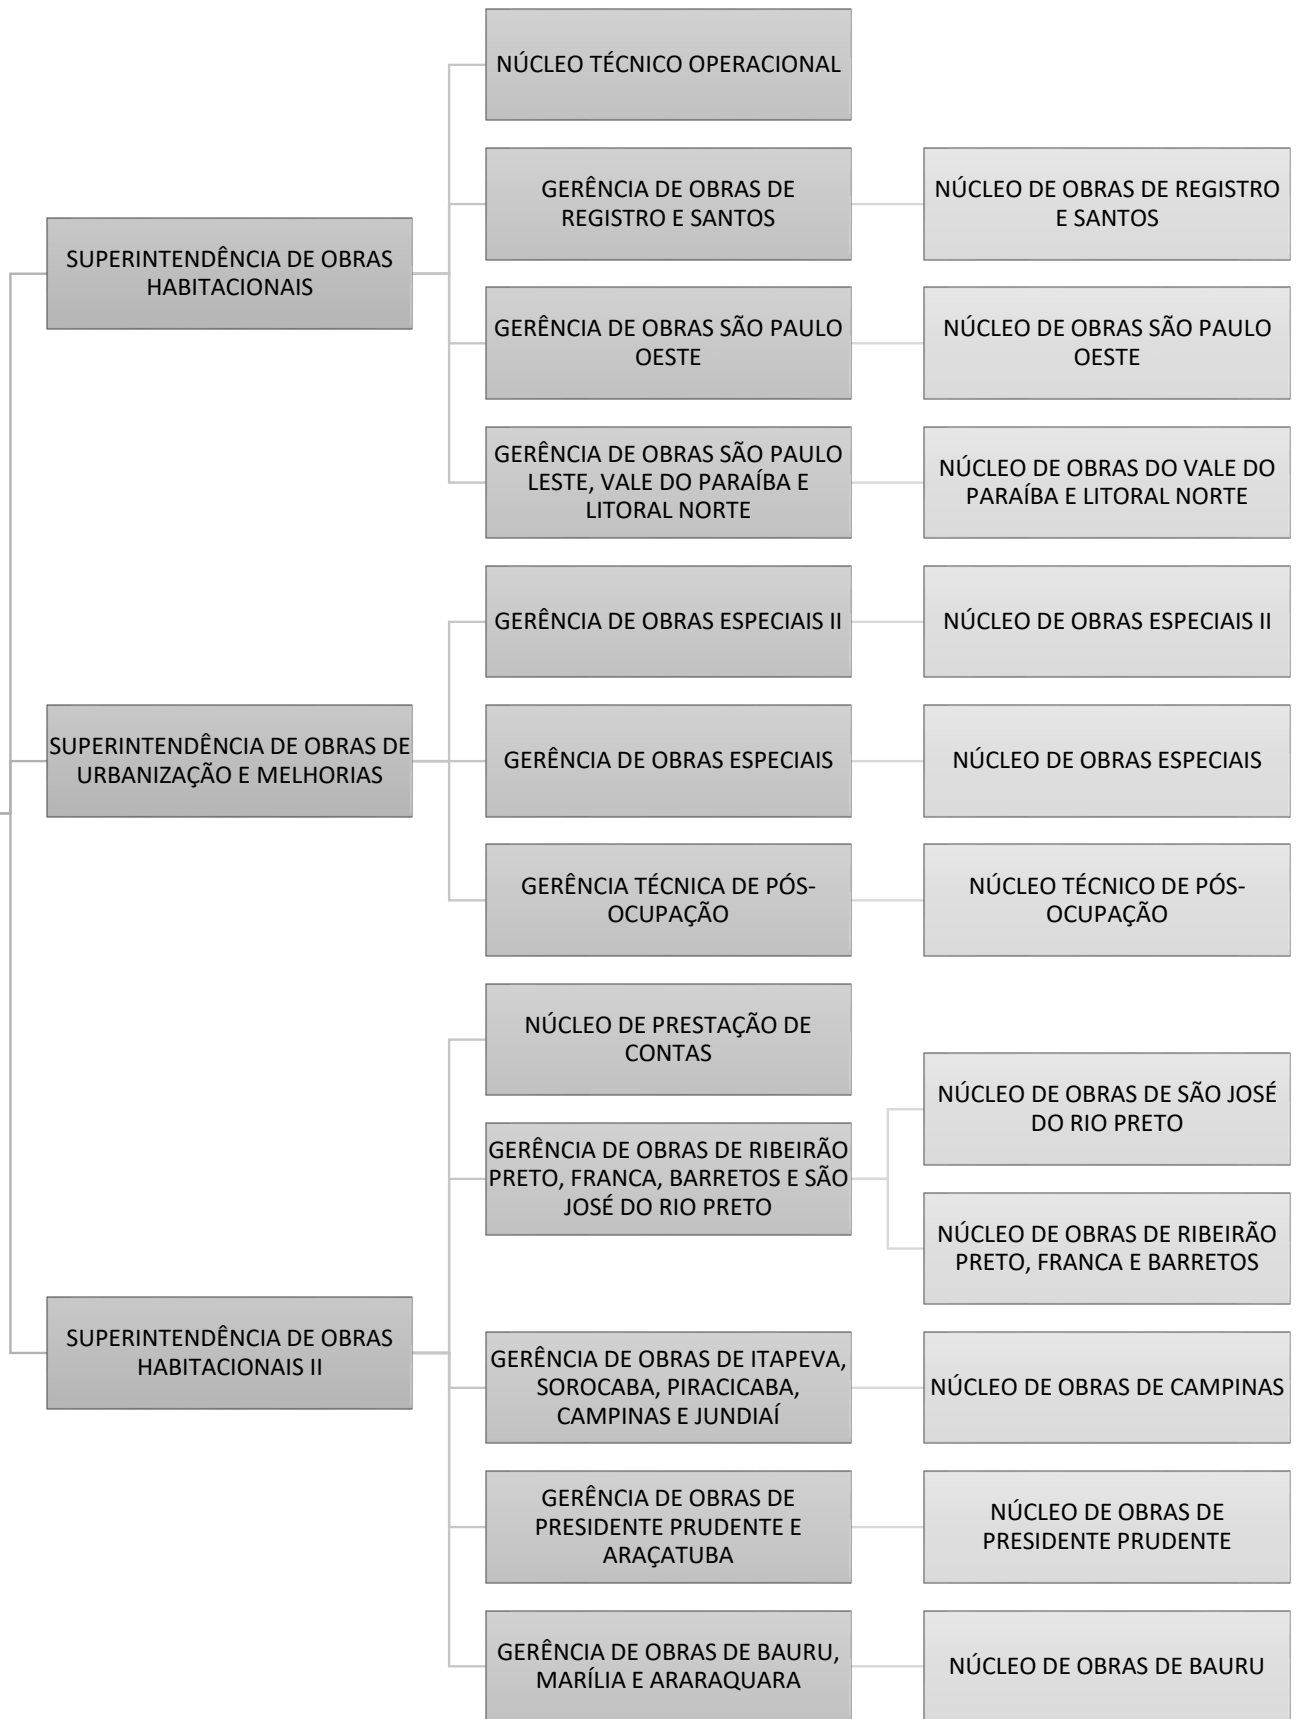 SUPERINTENDÊNCIA DE OBRAS
HABITACIONAIS
NÚCLEO TÉCNICO OPERACIONAL
GERÊNCIA DE OBRAS DE
REGISTRO E SANTOS
NÚCLEO DE OBRAS DE REGISTRO
E SANTOS
GERÊNCIA DE OBRAS SÃO PAULO
OESTE
NÚCLEO DE OBRAS SÃO PAULO
OESTE
GERÊNCIA DE OBRAS SÃO PAULO
LESTE, VALE DO PARAÍBA E
LITORAL NORTE
NÚCLEO DE OBRAS DO VALE DO
PARAÍBA E LITORAL NORTE
SUPERINTENDÊNCIA DE OBRAS DE
URBANIZAÇÃO E MELHORIAS
GERÊNCIA DE OBRAS ESPECIAIS II
NÚCLEO DE OBRAS ESPECIAIS II
GERÊNCIA DE OBRAS ESPECIAIS
NÚCLEO DE OBRAS ESPECIAIS
GERÊNCIA TÉCNICA DE PÓS-
OCUPAÇÃO
NÚCLEO TÉCNICO DE PÓS-
OCUPAÇÃO
SUPERINTENDÊNCIA DE OBRAS
HABITACIONAIS II
NÚCLEO DE PRESTAÇÃO DE
CONTAS
GERÊNCIA DE OBRAS DE RIBEIRÃO
PRETO, FRANCA, BARRETOS E SÃO
JOSÉ DO RIO PRETO
NÚCLEO DE OBRAS DE SÃO JOSÉ
DO RIO PRETO
NÚCLEO DE OBRAS DE RIBEIRÃO
PRETO, FRANCA E BARRETOS
GERÊNCIA DE OBRAS DE ITAPEVA,
SOROCABA, PIRACICABA,
CAMPINAS E JUNDIAÍ
NÚCLEO DE OBRAS DE CAMPINAS
GERÊNCIA DE OBRAS DE
PRESIDENTE PRUDENTE E
ARAÇATUBA
NÚCLEO DE OBRAS DE
PRESIDENTE PRUDENTE
GERÊNCIA DE OBRAS DE BAURU,
MARÍLIA E ARARAQUARA
NÚCLEO DE OBRAS DE BAURU